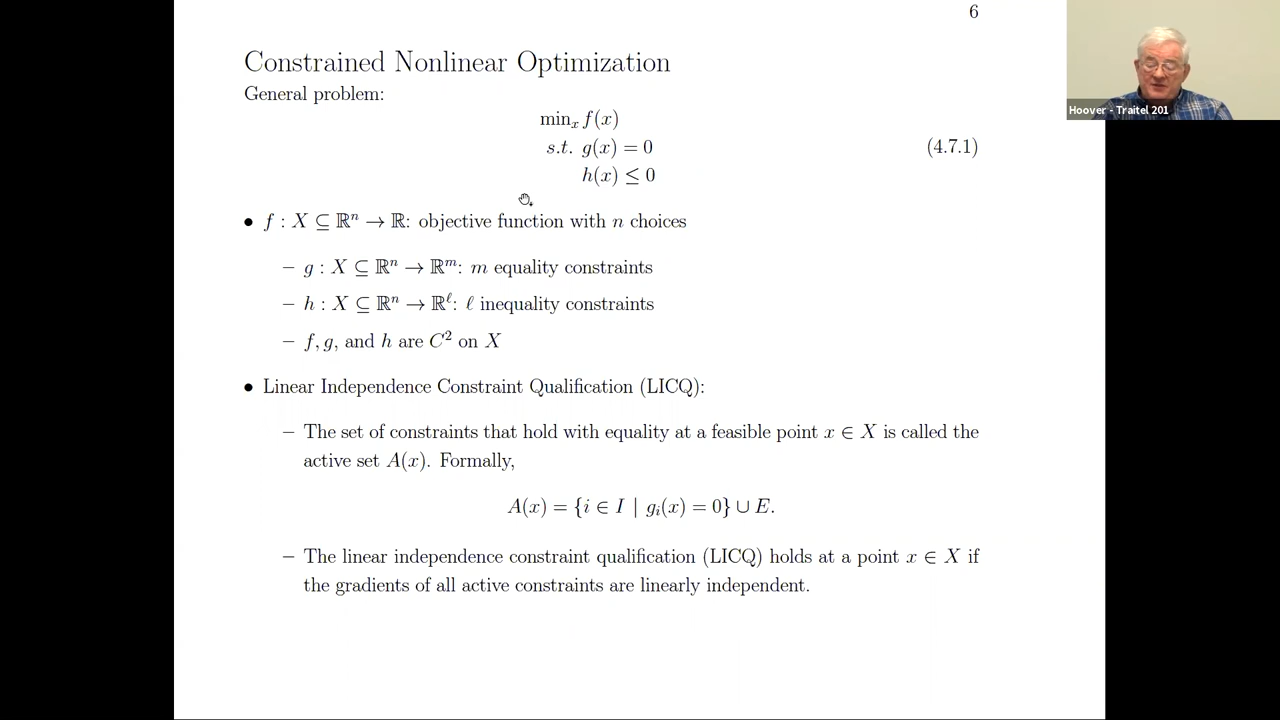 6
Constrained Nonlinear Optimization
General problem:
min_x f(x)
s.t. g(x) = 0 (4.7.1)
h(x) ≤ 0
Hoover - Traitel 201
• f : X ⊆ ℝⁿ → ℝ: objective function with n choices
– g : X ⊆ ℝⁿ → ℝᵐ: m equality constraints
– h : X ⊆ ℝⁿ → ℝ^ℓ: ℓ inequality constraints
– f, g, and h are C² on X
• Linear Independence Constraint Qualification (LICQ):
– The set of constraints that hold with equality at a feasible point x ∈ X is called the
active set A(x). Formally,
A(x) = {i ∈ I | g_i(x) = 0} ∪ E.
– The linear independence constraint qualification (LICQ) holds at a point x ∈ X if
the gradients of all active constraints are linearly independent.